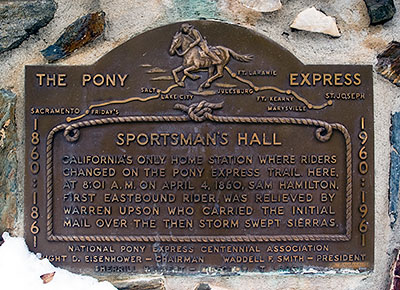 THE PONY EXPRESS
FT. LARAMIE
SALT LAKE CITY
JULESBURG
FT. KEARNY
ST. JOSEPH
MARYSVILLE
SACRAMENTO
FRIDAY'S
1860: 1861
1960: 196
SPORTSMAN'S HALL
CALIFORNIA'S ONLY HOME STATION WHERE RIDERS
CHANGED ON THE PONY EXPRESS TRAIL HERE,
AT 8:01 A.M. ON APRIL 4, 1860, SAM HAMILTON,
FIRST EASTBOUND RIDER, WAS RELIEVED BY
WARREN UPSON WHO CARRIED THE INITIAL
MAIL OVER THE THEN STORM SWEPT SIERRAS.
NATIONAL PONY EXPRESS CENTENNIAL ASSOCIATION
IGHT D. EISENHOWER - CHAIRMAN WADDELL F. SMITH - PRESIDENT